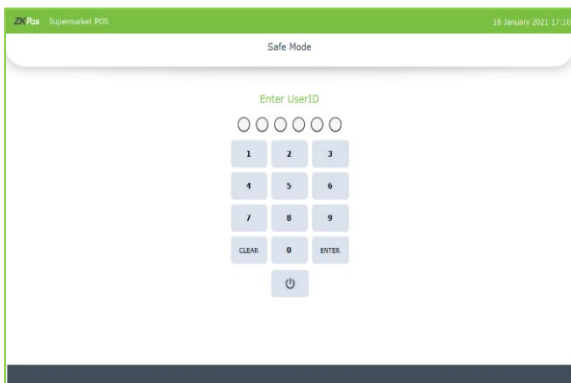 ZKPos Supermarket POS 18 January 2021 17:10
Safe Mode
Enter UserID
1 2 3
4 5 6
7 8 9
CLEAR 0 ENTER